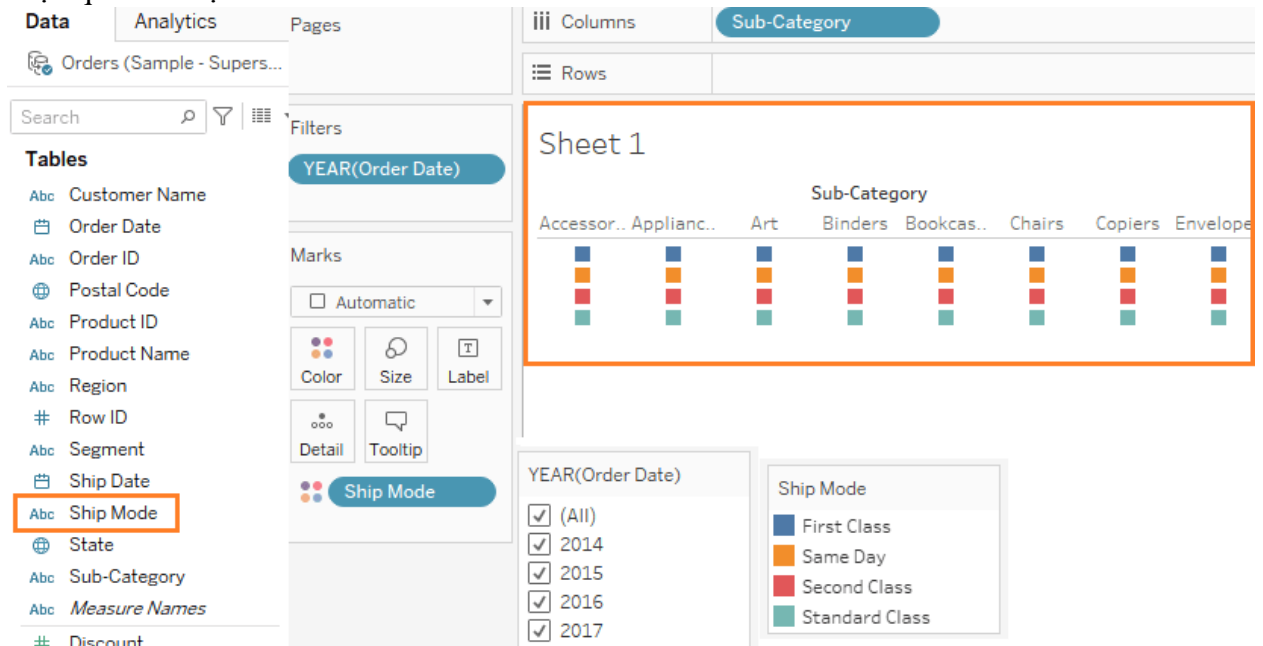 Data
Analytics
Orders (Sample - Supers...
Search
Tables
Abc Customer Name
Order Date
Abc Order ID
Postal Code
Abc Product ID
Abc Product Name
Abc Region
# Row ID
Abc Segment
Ship Date
Abc Ship Mode
State
Abc Sub-Category
Abc Measure Names
# Discount
Pages
Filters
YEAR(Order Date)
Marks
Automatic
Color Size Label
Detail Tooltip
Ship Mode
Columns Sub-Category
Rows
Sheet 1
Sub-Category
Accessor.. Applianc.. Art Binders Bookcas.. Chairs Copiers Envelope
YEAR(Order Date)
(All)
2014
2015
2016
2017
Ship Mode
First Class
Same Day
Second Class
Standard Class